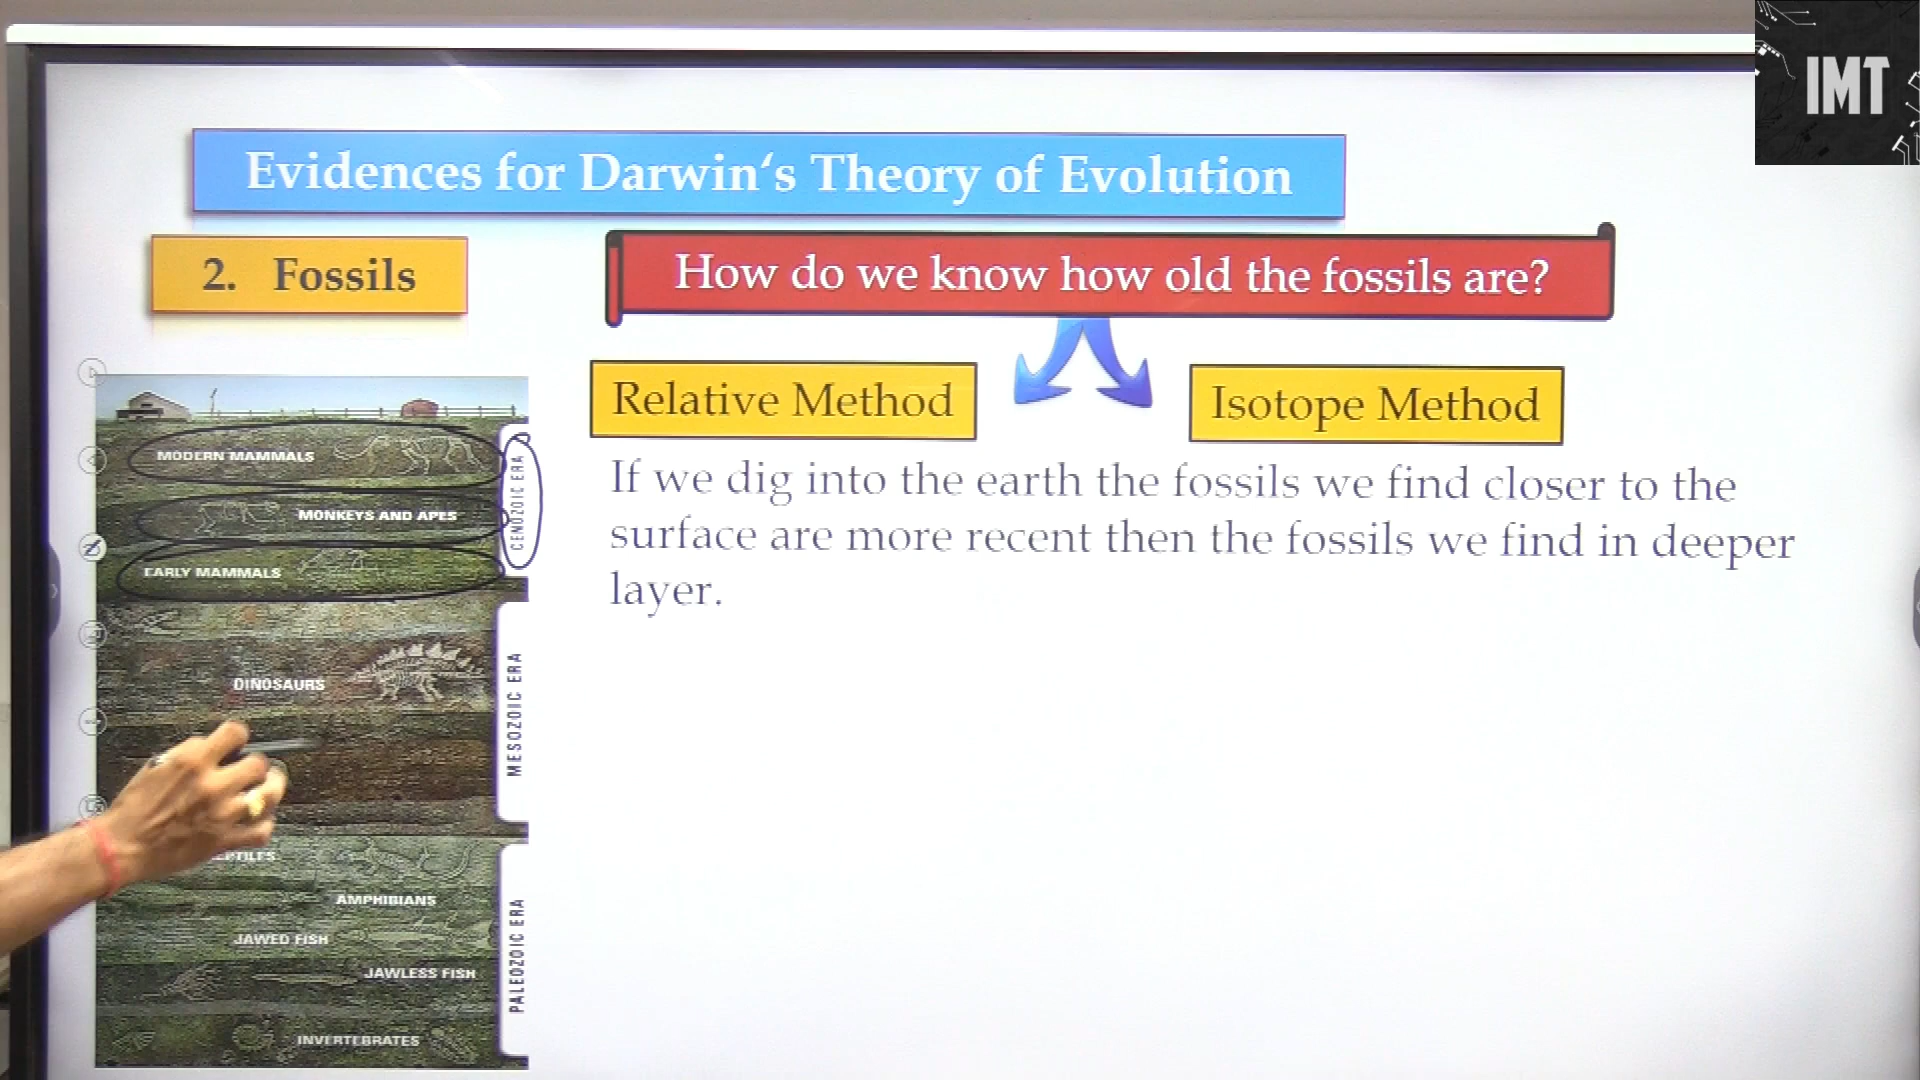 IMT
Evidences for Darwin‘s Theory of Evolution
2. Fossils
How do we know how old the fossils are?
Relative Method
Isotope Method
If we dig into the earth the fossils we find closer to the
surface are more recent then the fossils we find in deeper
layer.
MODERN MAMMALS
MONKEYS AND APES
EARLY MAMMALS
CENOZOIC ERA
DINOSAURS
MESOZOIC ERA
AMPHIBIANS
JAWED FISH
JAWLESS FISH
INVERTEBRATES
PALEOZOIC ERA